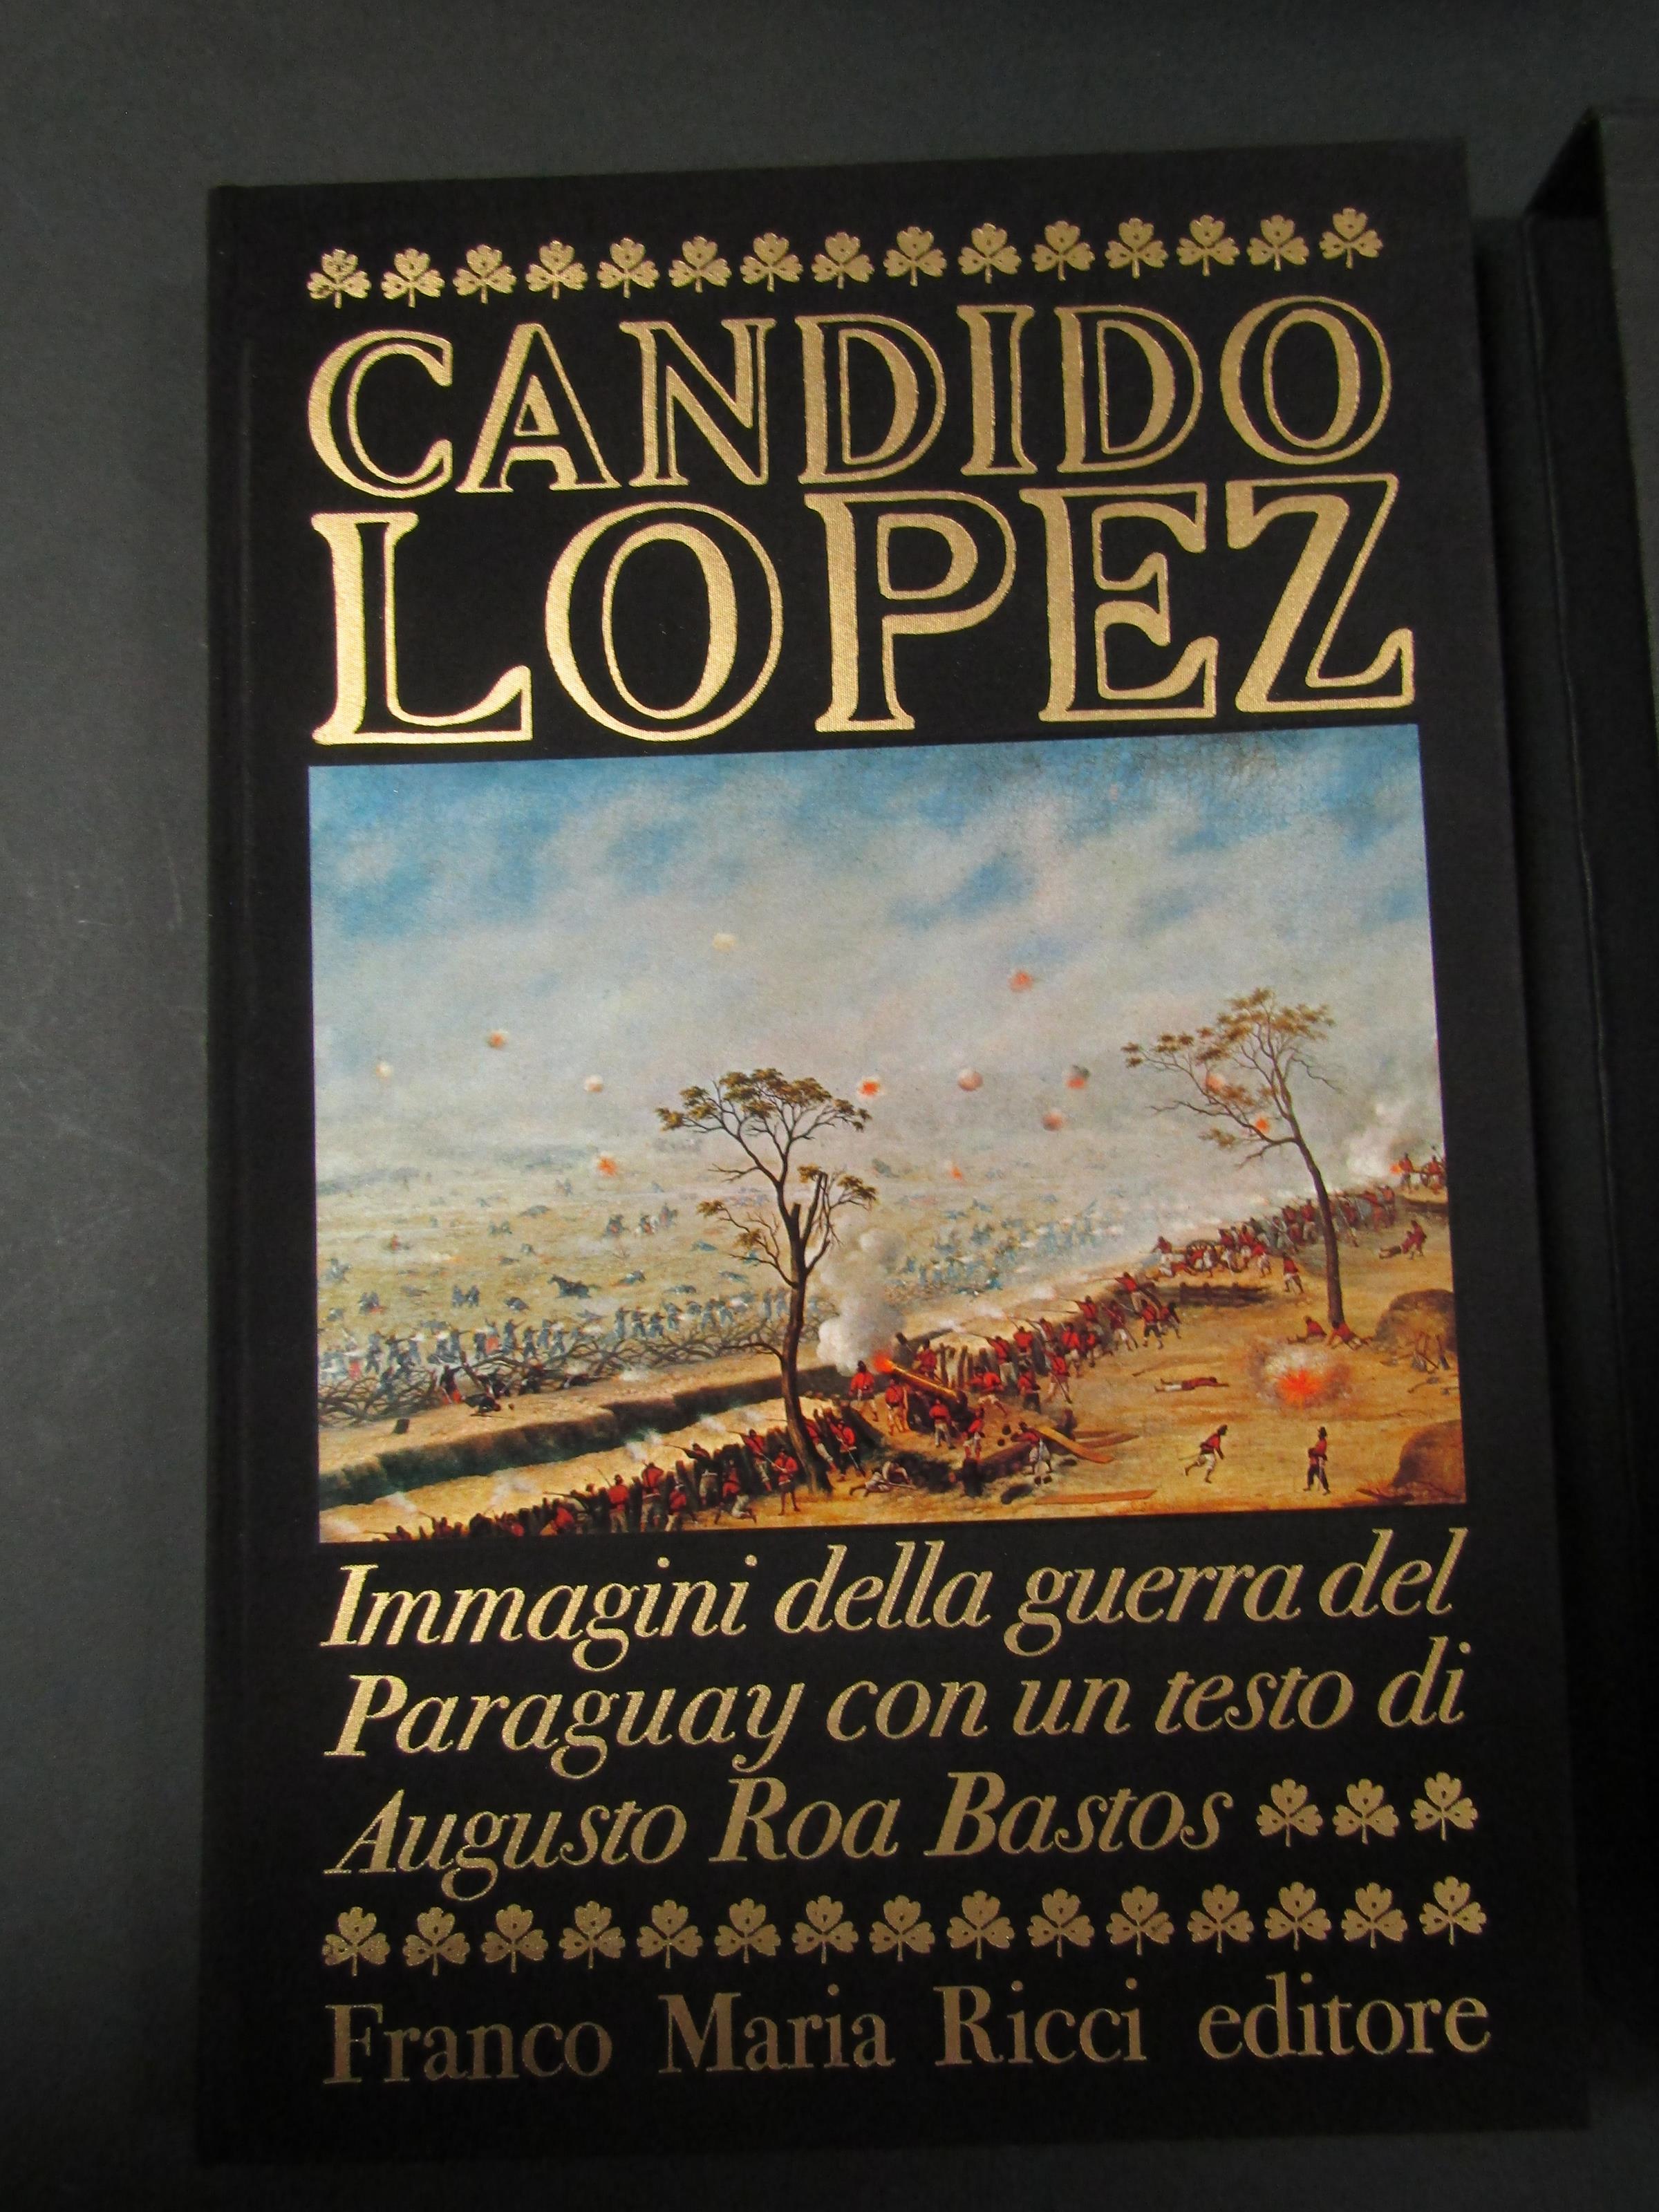 CANDIDO
LOPEZ
Immagini della guerra del
Paraguay con un testo di
Augusto Roa Bastos
Franco Maria Ricci editore